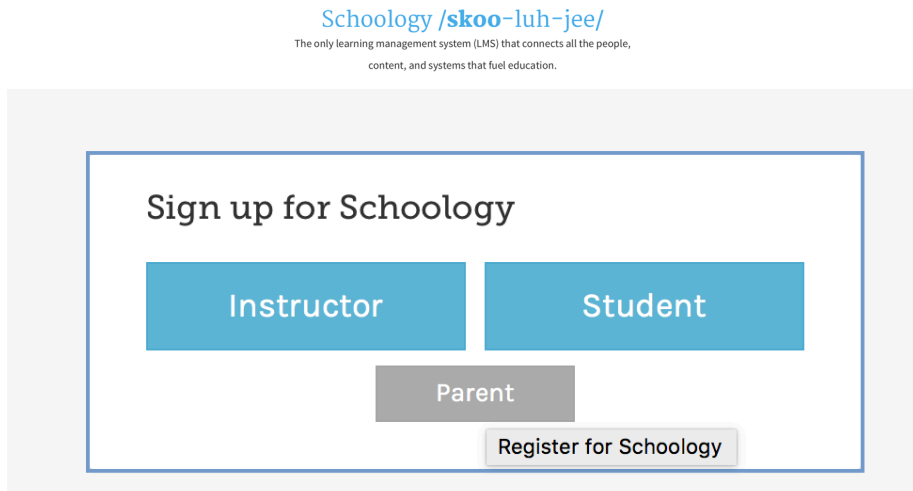 Schoology /skoo-luh-jee/
The only learning management system (LMS) that connects all the people,
content, and systems that fuel education.
Sign up for Schoology
Instructor
Student
Parent
Register for Schoology